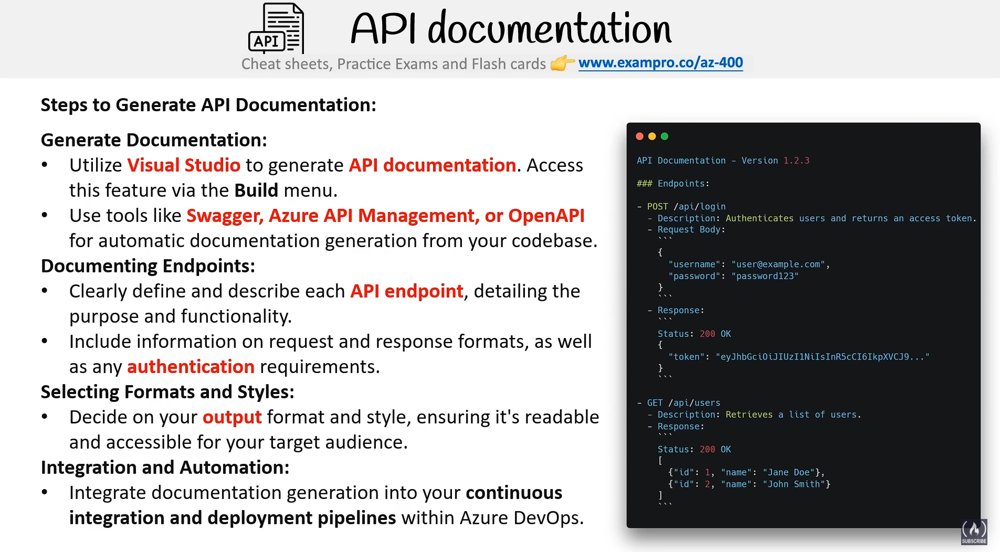 API
API documentation
Cheat sheets, Practice Exams and Flash cards 👉 www.exampro.co/az-400
Steps to Generate API Documentation:
Generate Documentation:
• Utilize Visual Studio to generate API documentation. Access
this feature via the Build menu.
• Use tools like Swagger, Azure API Management, or OpenAPI
for automatic documentation generation from your codebase.
Documenting Endpoints:
• Clearly define and describe each API endpoint, detailing the
purpose and functionality.
• Include information on request and response formats, as well
as any authentication requirements.
Selecting Formats and Styles:
• Decide on your output format and style, ensuring it's readable
and accessible for your target audience.
Integration and Automation:
• Integrate documentation generation into your continuous
integration and deployment pipelines within Azure DevOps.
API Documentation – Version 1.2.3
### Endpoints:
- POST /api/login
  - Description: Authenticates users and returns an access token.
  - Request Body:
    ```
    {
      "username": "user@example.com",
      "password": "password123"
    }
    ```
  - Response:
    ```
    Status: 200 OK
    {
      "token": "eyJhbGciOiJIUzI1NiIsInR5cCI6IkpXVCJ9..."
    }
    ```
- GET /api/users
  - Description: Retrieves a list of users.
  - Response:
    ```
    Status: 200 OK
    [
      {"id": 1, "name": "Jane Doe"},
      {"id": 2, "name": "John Smith"}
    ]
    ```
SUBSCRIBE